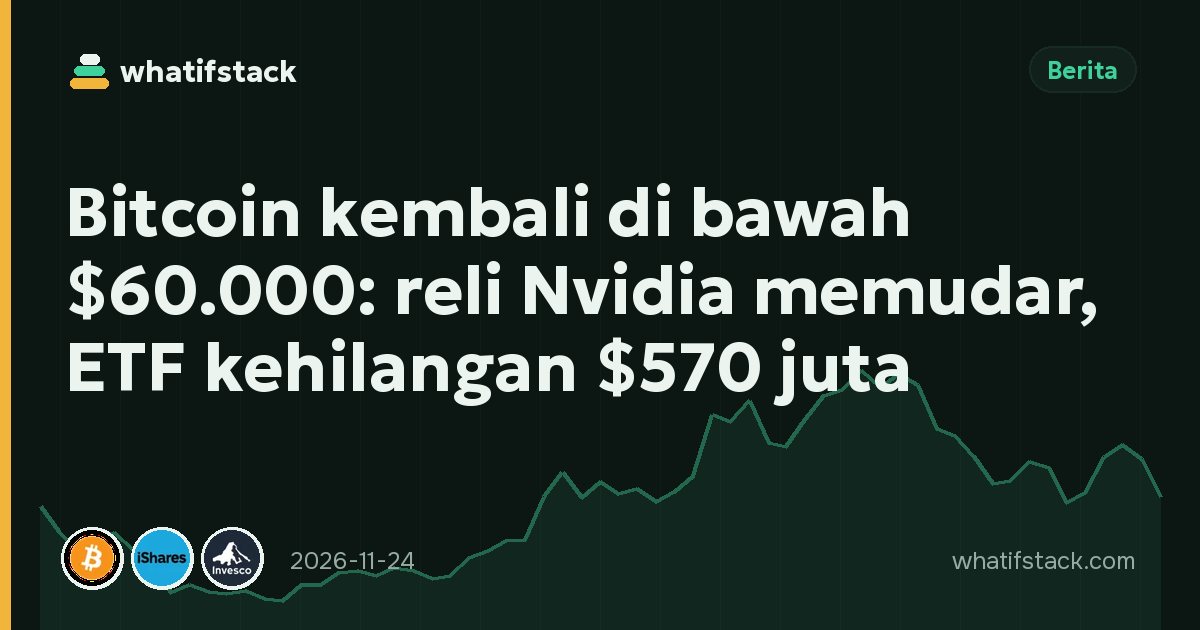 whatifstack
Berita
Bitcoin kembali di bawah
$60.000: reli Nvidia memudar,
ETF kehilangan $570 juta
iShares
Invesco
2026-11-24
whatifstack.com